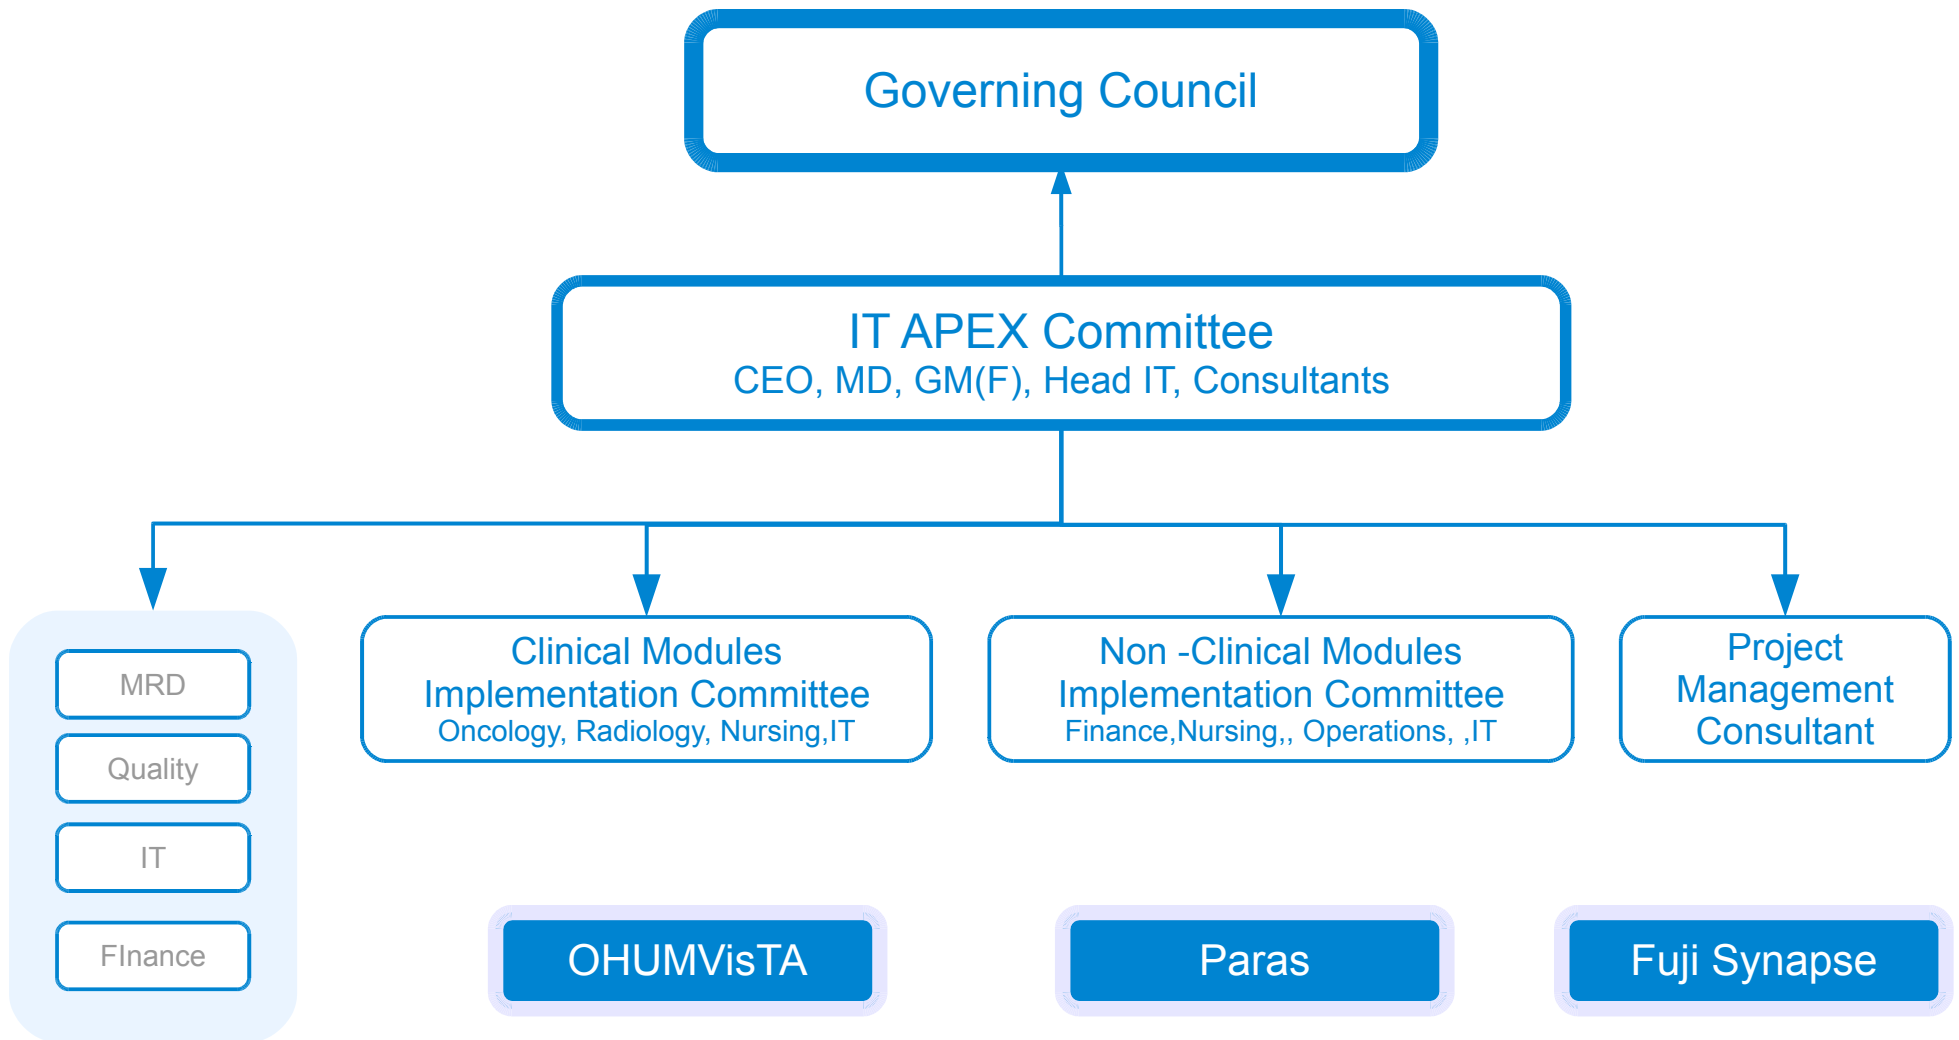 Governing Council
IT APEX Committee
CEO, MD, GM(F), Head IT, Consultants
MRD
Quality
IT
FInance
Clinical Modules
Implementation Committee
Oncology, Radiology, Nursing,IT
Non -Clinical Modules
Implementation Committee
Finance,Nursing,, Operations, ,IT
Project
Management
Consultant
OHUMVisTA
Paras
Fuji Synapse